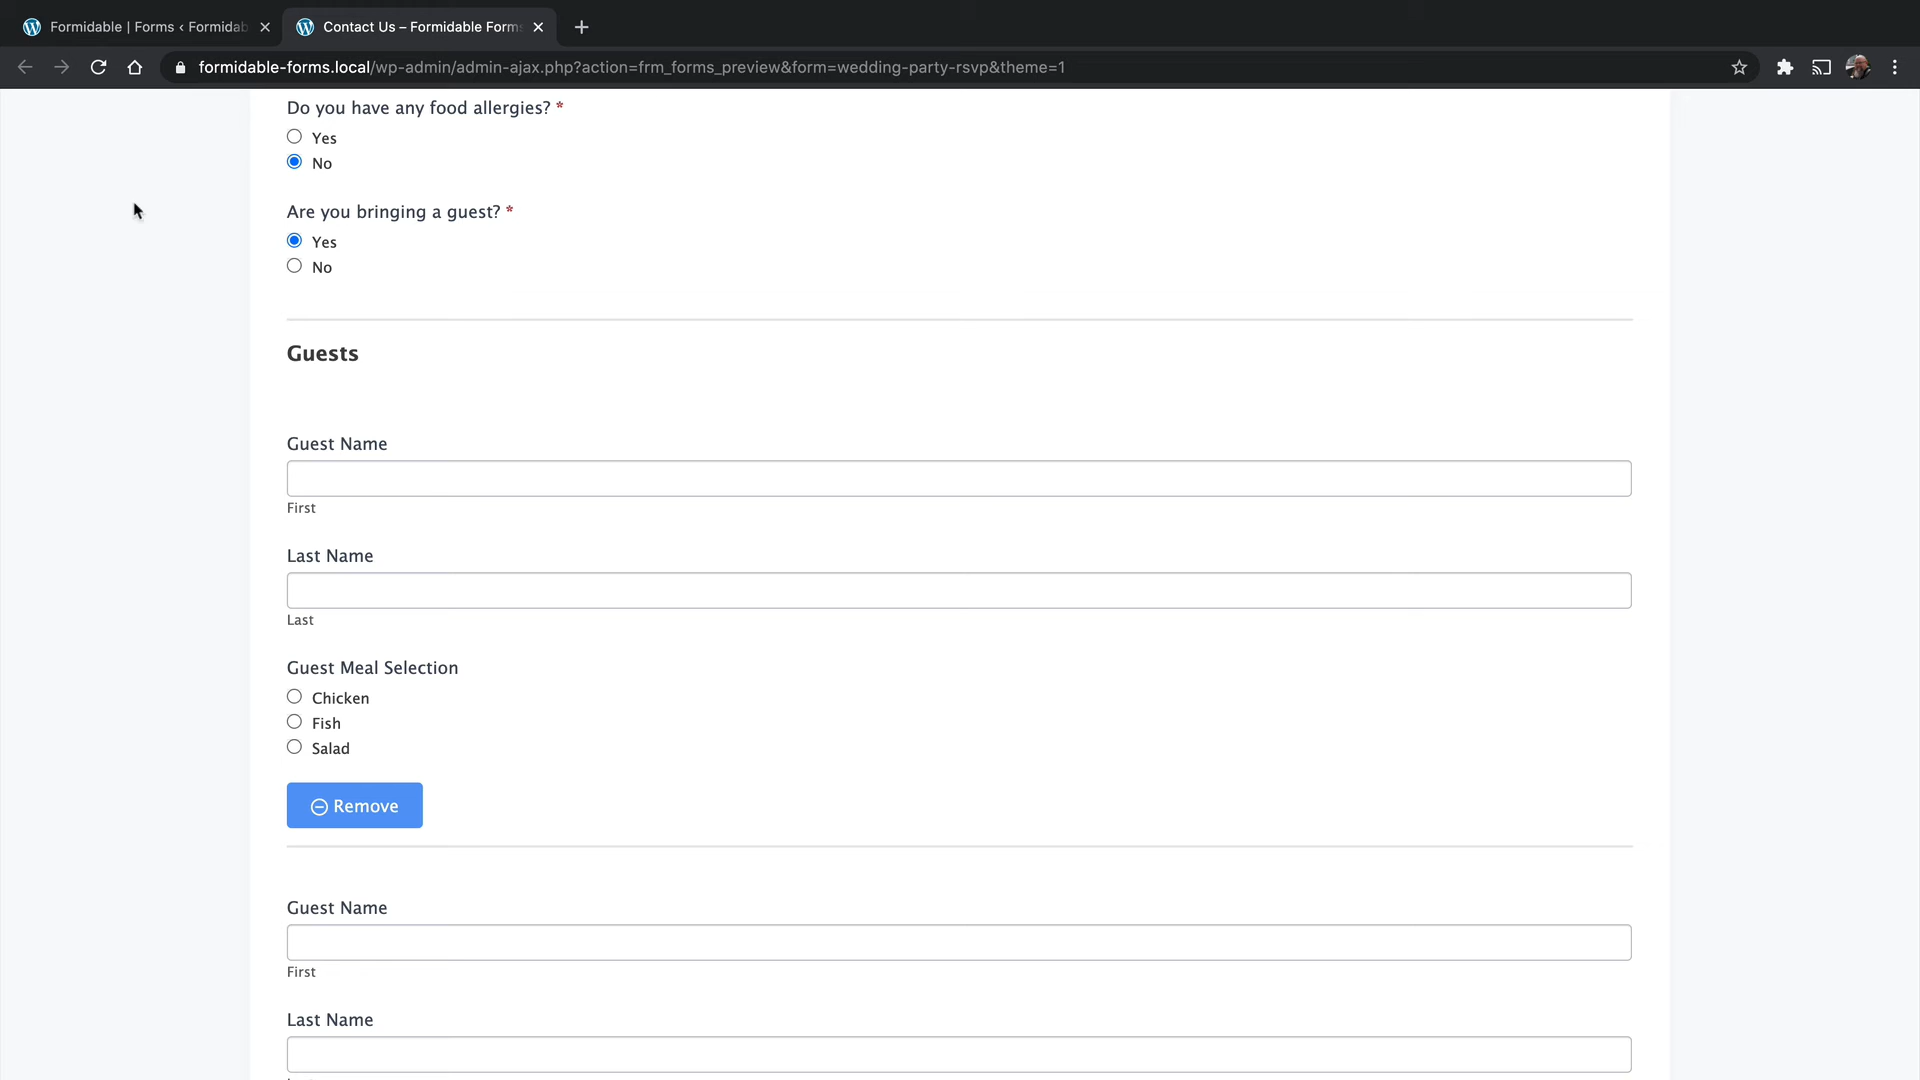 Formidable | Forms ‹ Formidab
Contact Us – Formidable Forms
formidable-forms.local/wp-admin/admin-ajax.php?action=frm_forms_preview&form=wedding-party-rsvp&theme=1
Do you have any food allergies? *
Yes
No
Are you bringing a guest? *
Yes
No
Guests
Guest Name
First
Last Name
Last
Guest Meal Selection
Chicken
Fish
Salad
Remove
Guest Name
First
Last Name